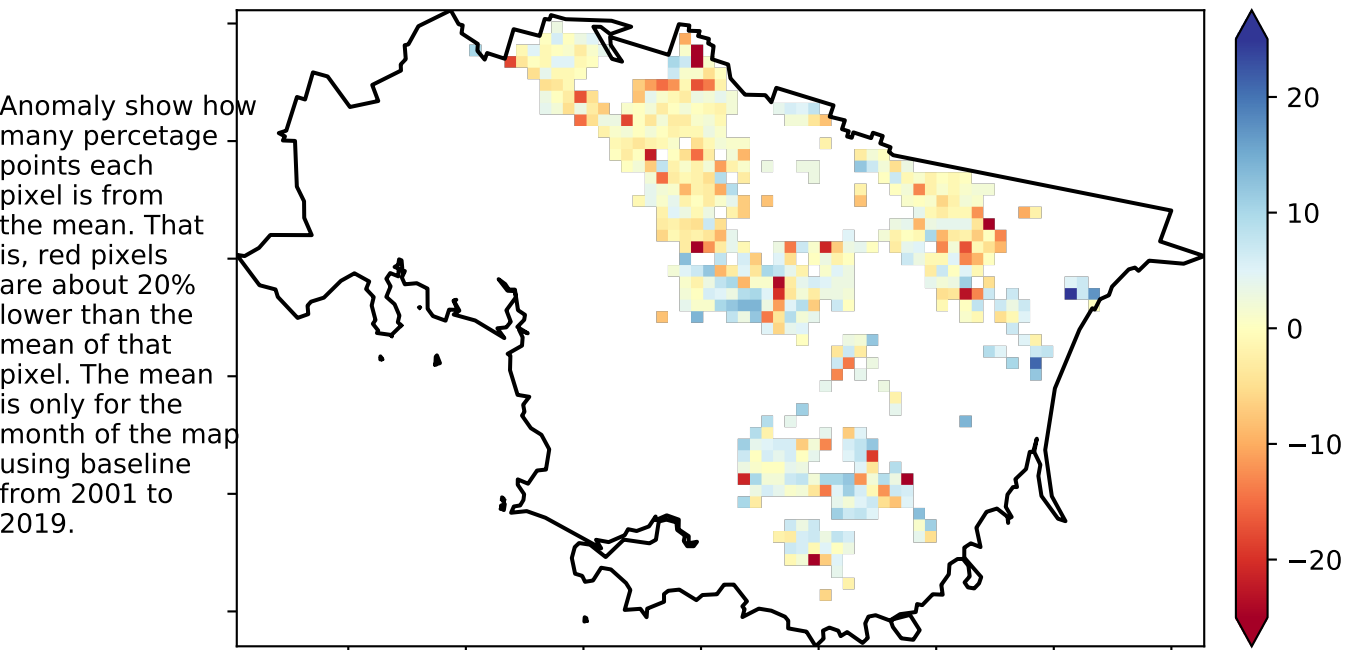 Anomaly show how
many percetage
points each
pixel is from
the mean. That
is, red pixels
are about 20%
lower than the
mean of that
pixel. The mean
is only for the
month of the map
using baseline
from 2001 to
2019.
20
10
0
−10
−20